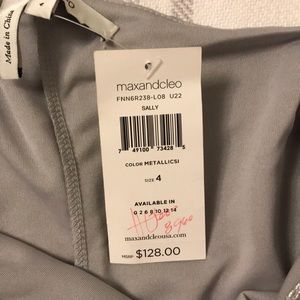 Made in China
maxandcleo
FNN6R238-L08 U22
SALLY
7 49100 73428 5
COLOR METALLICSI
SIZE 4
AVAILABLE IN
0 2 6 8 10 12 14
maxandcleousa.com
MSRP $128.00